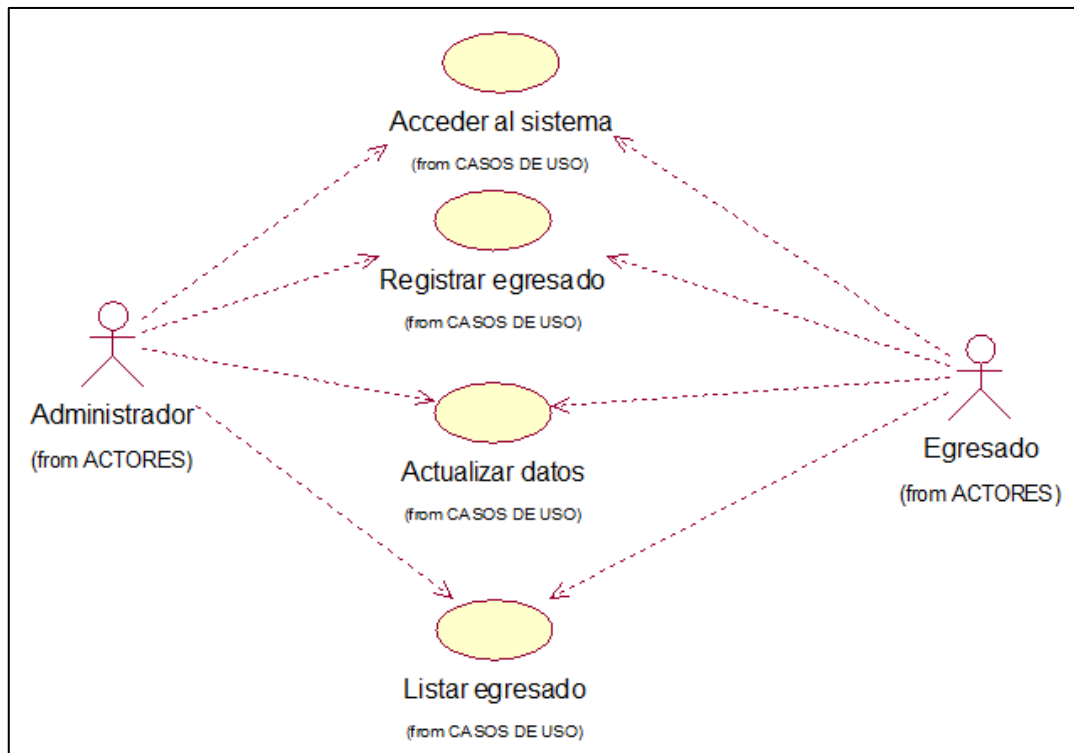 Acceder al sistema
(from CASOS DE USO)
Registrar egresado
(from CASOS DE USO)
Administrador
(from ACTORES)
Egresado
(from ACTORES)
Actualizar datos
(from CASOS DE USO)
Listar egresado
(from CASOS DE USO)